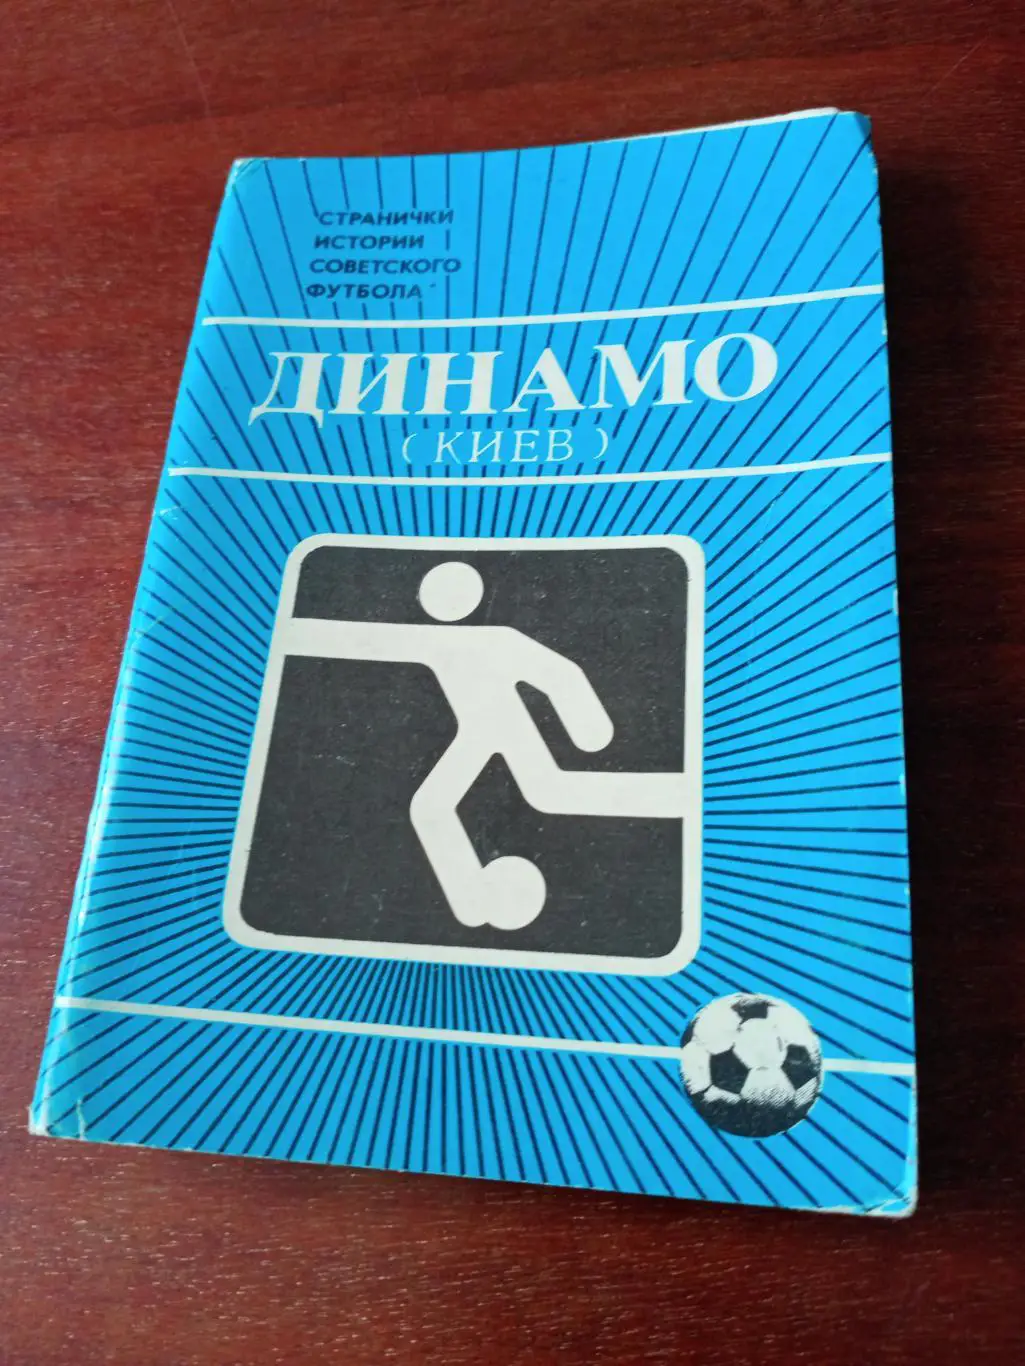 "СТРАНИЧКИ
ИСТОРИИ
СОВЕТСКОГО
ФУТБОЛА"
ДИНАМО
(КИЕВ)